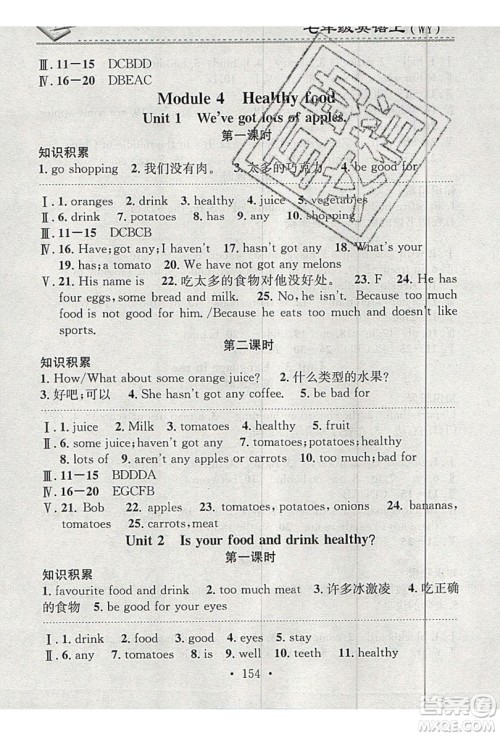 七年级英语上(WY)
Ⅲ. 11－15 DCBDD
Ⅳ. 16－20 DBEAC
Module 4 Healthy food
Unit 1 We've got lots of apples.
第一课时
知识积累
1. go shopping 2. 我们没有肉。 3. 太多的巧克力 4. be good for
Ⅰ. 1. oranges 2. drink 3. healthy 4. juice 5. vegetables
Ⅱ. 6. drink 7. potatoes 8. has 9. shopping 10. any
Ⅲ. 11－15 DCBCB
Ⅳ. 16. Have; got any; I haven't 17. hasn't got any 18. What's your
19. has; a tomato 20. We have not got any melons
Ⅴ. 21. healthy 22. 吃太多的食物对他没好处。 23. F 24. He has
four eggs, some bread and milk. 25. No, he isn't. Because too much
food is not good for him. /Because eating too much food and he doesn't like
sports.
第二课时
知识积累
1. How/What about some orange juice? 2. 什么类型的水果?
3. 好吧;可以 4. She hasn't got any coffee. 5. be bad for
Ⅰ. 1. juice 2. Milk 3. tomatoes 4. healthy 5. fruit
Ⅱ. 6. some juice; haven't got any 7. tomatoes; potatoes; healthy
8. lots of 9. aren't any apples or carrots 10. too much
Ⅲ. 11－15 BDDDA
Ⅳ. 16－20 EGCFB
Ⅴ. 21. Bob 22. apples 23. tomatoes, potatoes, onions 24. bananas,
tomatoes 25. carrots, meat
Unit 2 Is your food and drink healthy?
第一课时
知识积累
1. favourite food and drink 2. too much meat 3. 许多冰激凌 4. 吃正确
的食物 5. be good for your eyes
Ⅰ. 1. drink 2. food 3. good 4. eyes 5. stay
Ⅱ. 6. any 7. is 8. well 9. teeth 10. eating
· 154 ·